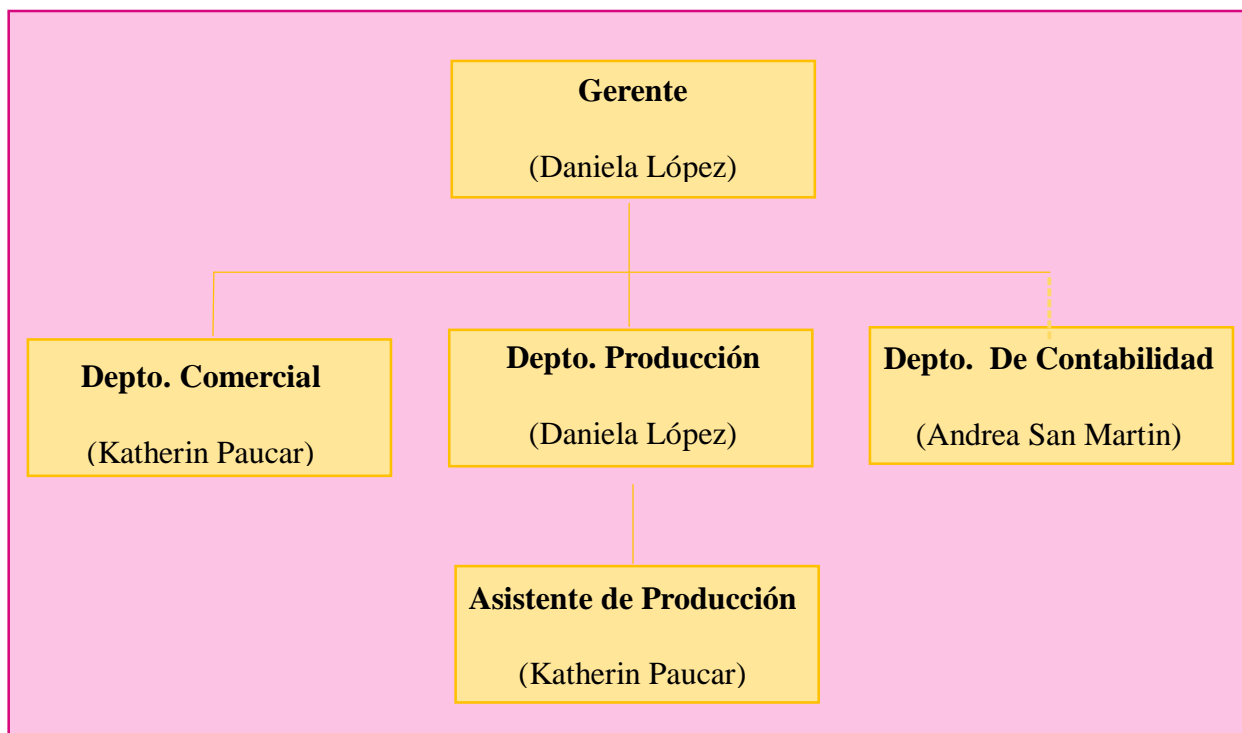 Gerente
(Daniela López)
Depto. Comercial
(Katherin Paucar)
Depto. Producción
(Daniela López)
Depto. De Contabilidad
(Andrea San Martin)
Asistente de Producción
(Katherin Paucar)